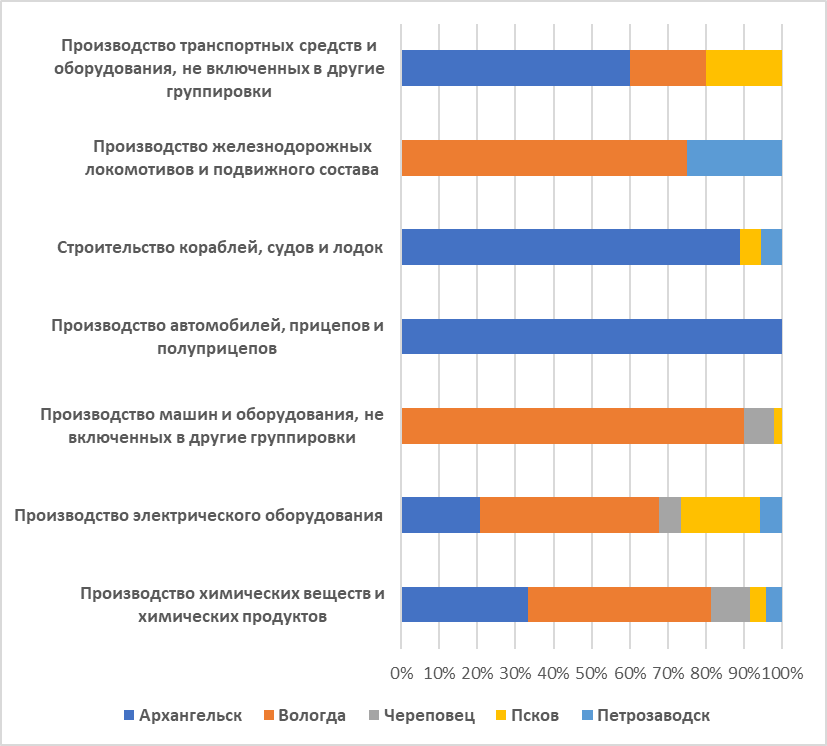 Производство транспортных средств и
оборудования, не включенных в другие
группировки
Производство железнодорожных
локомотивов и подвижного состава
Строительство кораблей, судов и лодок
Производство автомобилей, прицепов и
полуприцепов
Производство машин и оборудования, не
включенных в другие группировки
Производство электрического оборудования
Производство химических веществ и
химических продуктов
0% 10% 20% 30% 40% 50% 60% 70% 80% 90% 100%
Архангельск Вологда Череповец Псков Петрозаводск